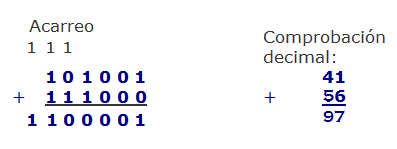 Acarreo
1 1 1
1 0 1 0 0 1
+ 1 1 1 0 0 0
1 1 0 0 0 0 1
Comprobación
decimal:
41
+ 56
97